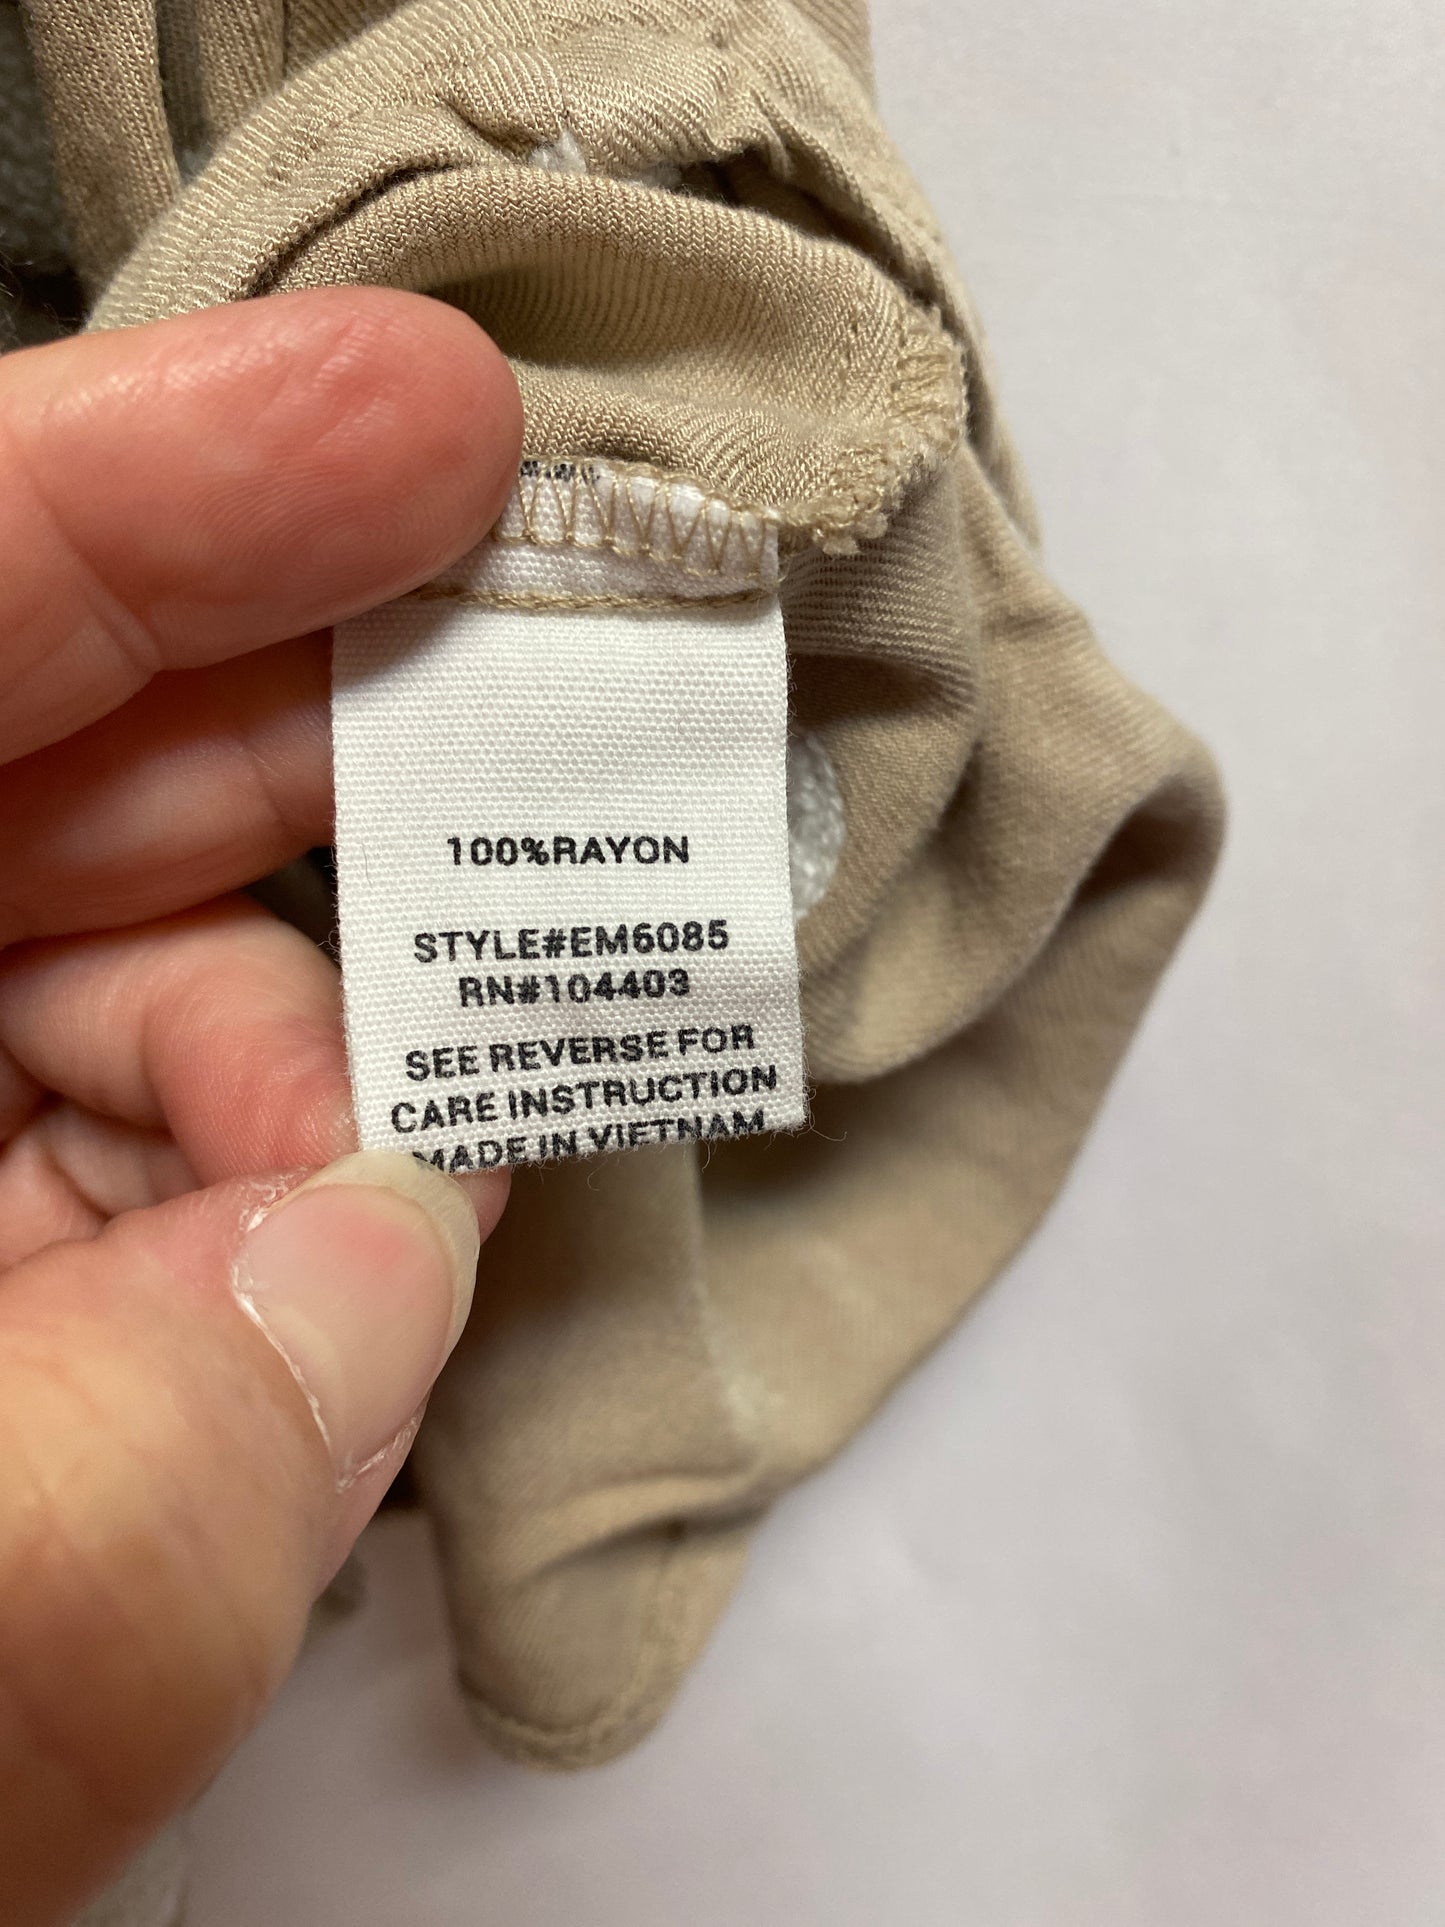 100%RAYON
STYLE#EM6085
RN#104403
SEE REVERSE FOR
CARE INSTRUCTION
MADE IN VIETNAM